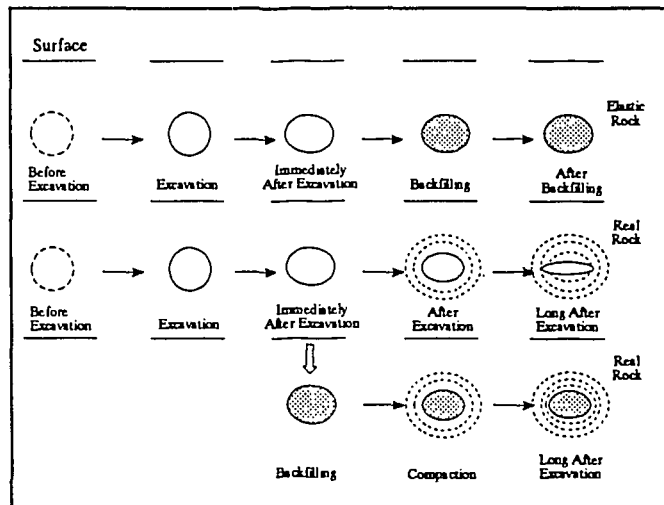 Surface
Elastic
Rock
Before
Excavation
Excavation
Immediately
After Excavation
Backfilling
After
Backfilling
Real
Rock
Before
Excavation
Excavation
Immediately
After Excavation
After
Excavation
Long After
Excavation
Real
Rock
Backfilling
Compaction
Long After
Excavation